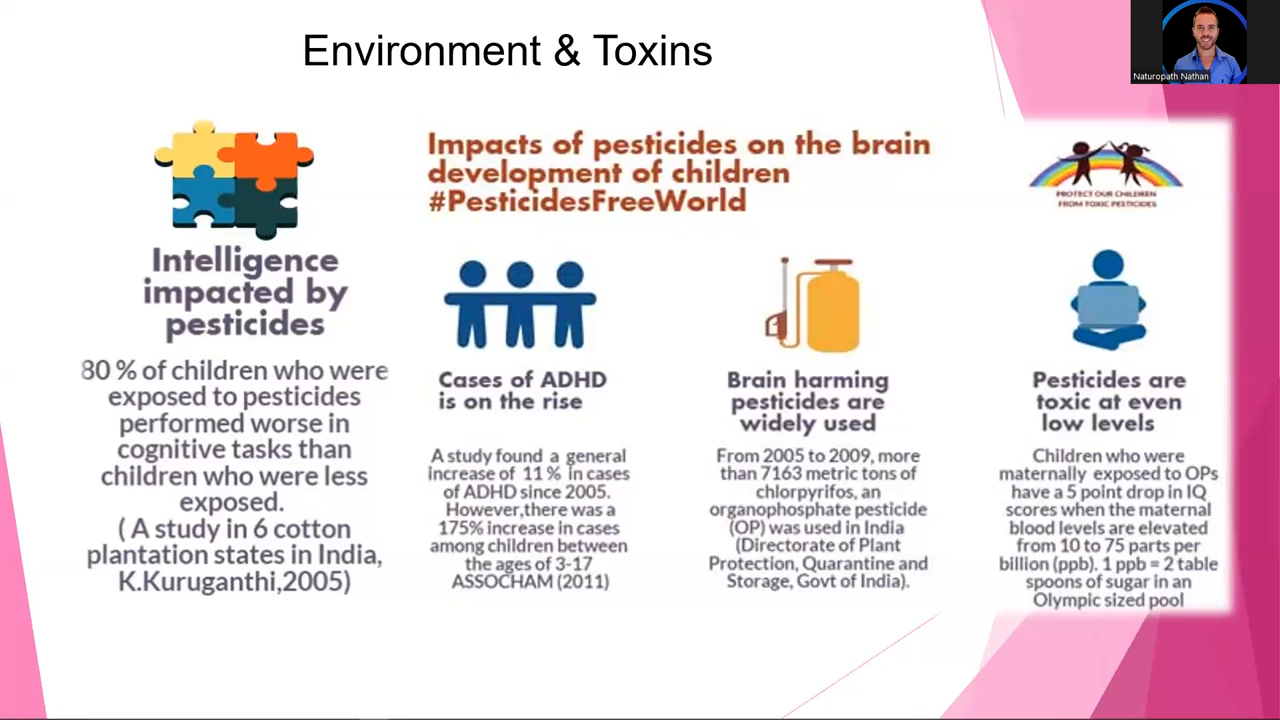 Environment & Toxins
Naturopath Nathan
Impacts of pesticides on the brain
development of children
#PesticidesFreeWorld
PROTECT OUR CHILDREN
FROM TOXIC PESTICIDES
Intelligence
impacted by
pesticides
80 % of children who were
exposed to pesticides
performed worse in
cognitive tasks than
children who were less
exposed.
( A study in 6 cotton
plantation states in India,
K.Kuruganthi,2005)
Cases of ADHD
is on the rise
A study found a general
increase of 11 % in cases
of ADHD since 2005.
However,there was a
175% increase in cases
among children between
the ages of 3-17
ASSOCHAM (2011)
Brain harming
pesticides are
widely used
From 2005 to 2009, more
than 7163 metric tons of
chlorpyrifos, an
organophosphate pesticide
(OP) was used in India
(Directorate of Plant
Protection, Quarantine and
Storage, Govt of India).
Pesticides are
toxic at even
low levels
Children who were
maternally exposed to OPs
have a 5 point drop in IQ
scores when the maternal
blood levels are elevated
from 10 to 75 parts per
billion (ppb). 1 ppb = 2 table
spoons of sugar in an
Olympic sized pool